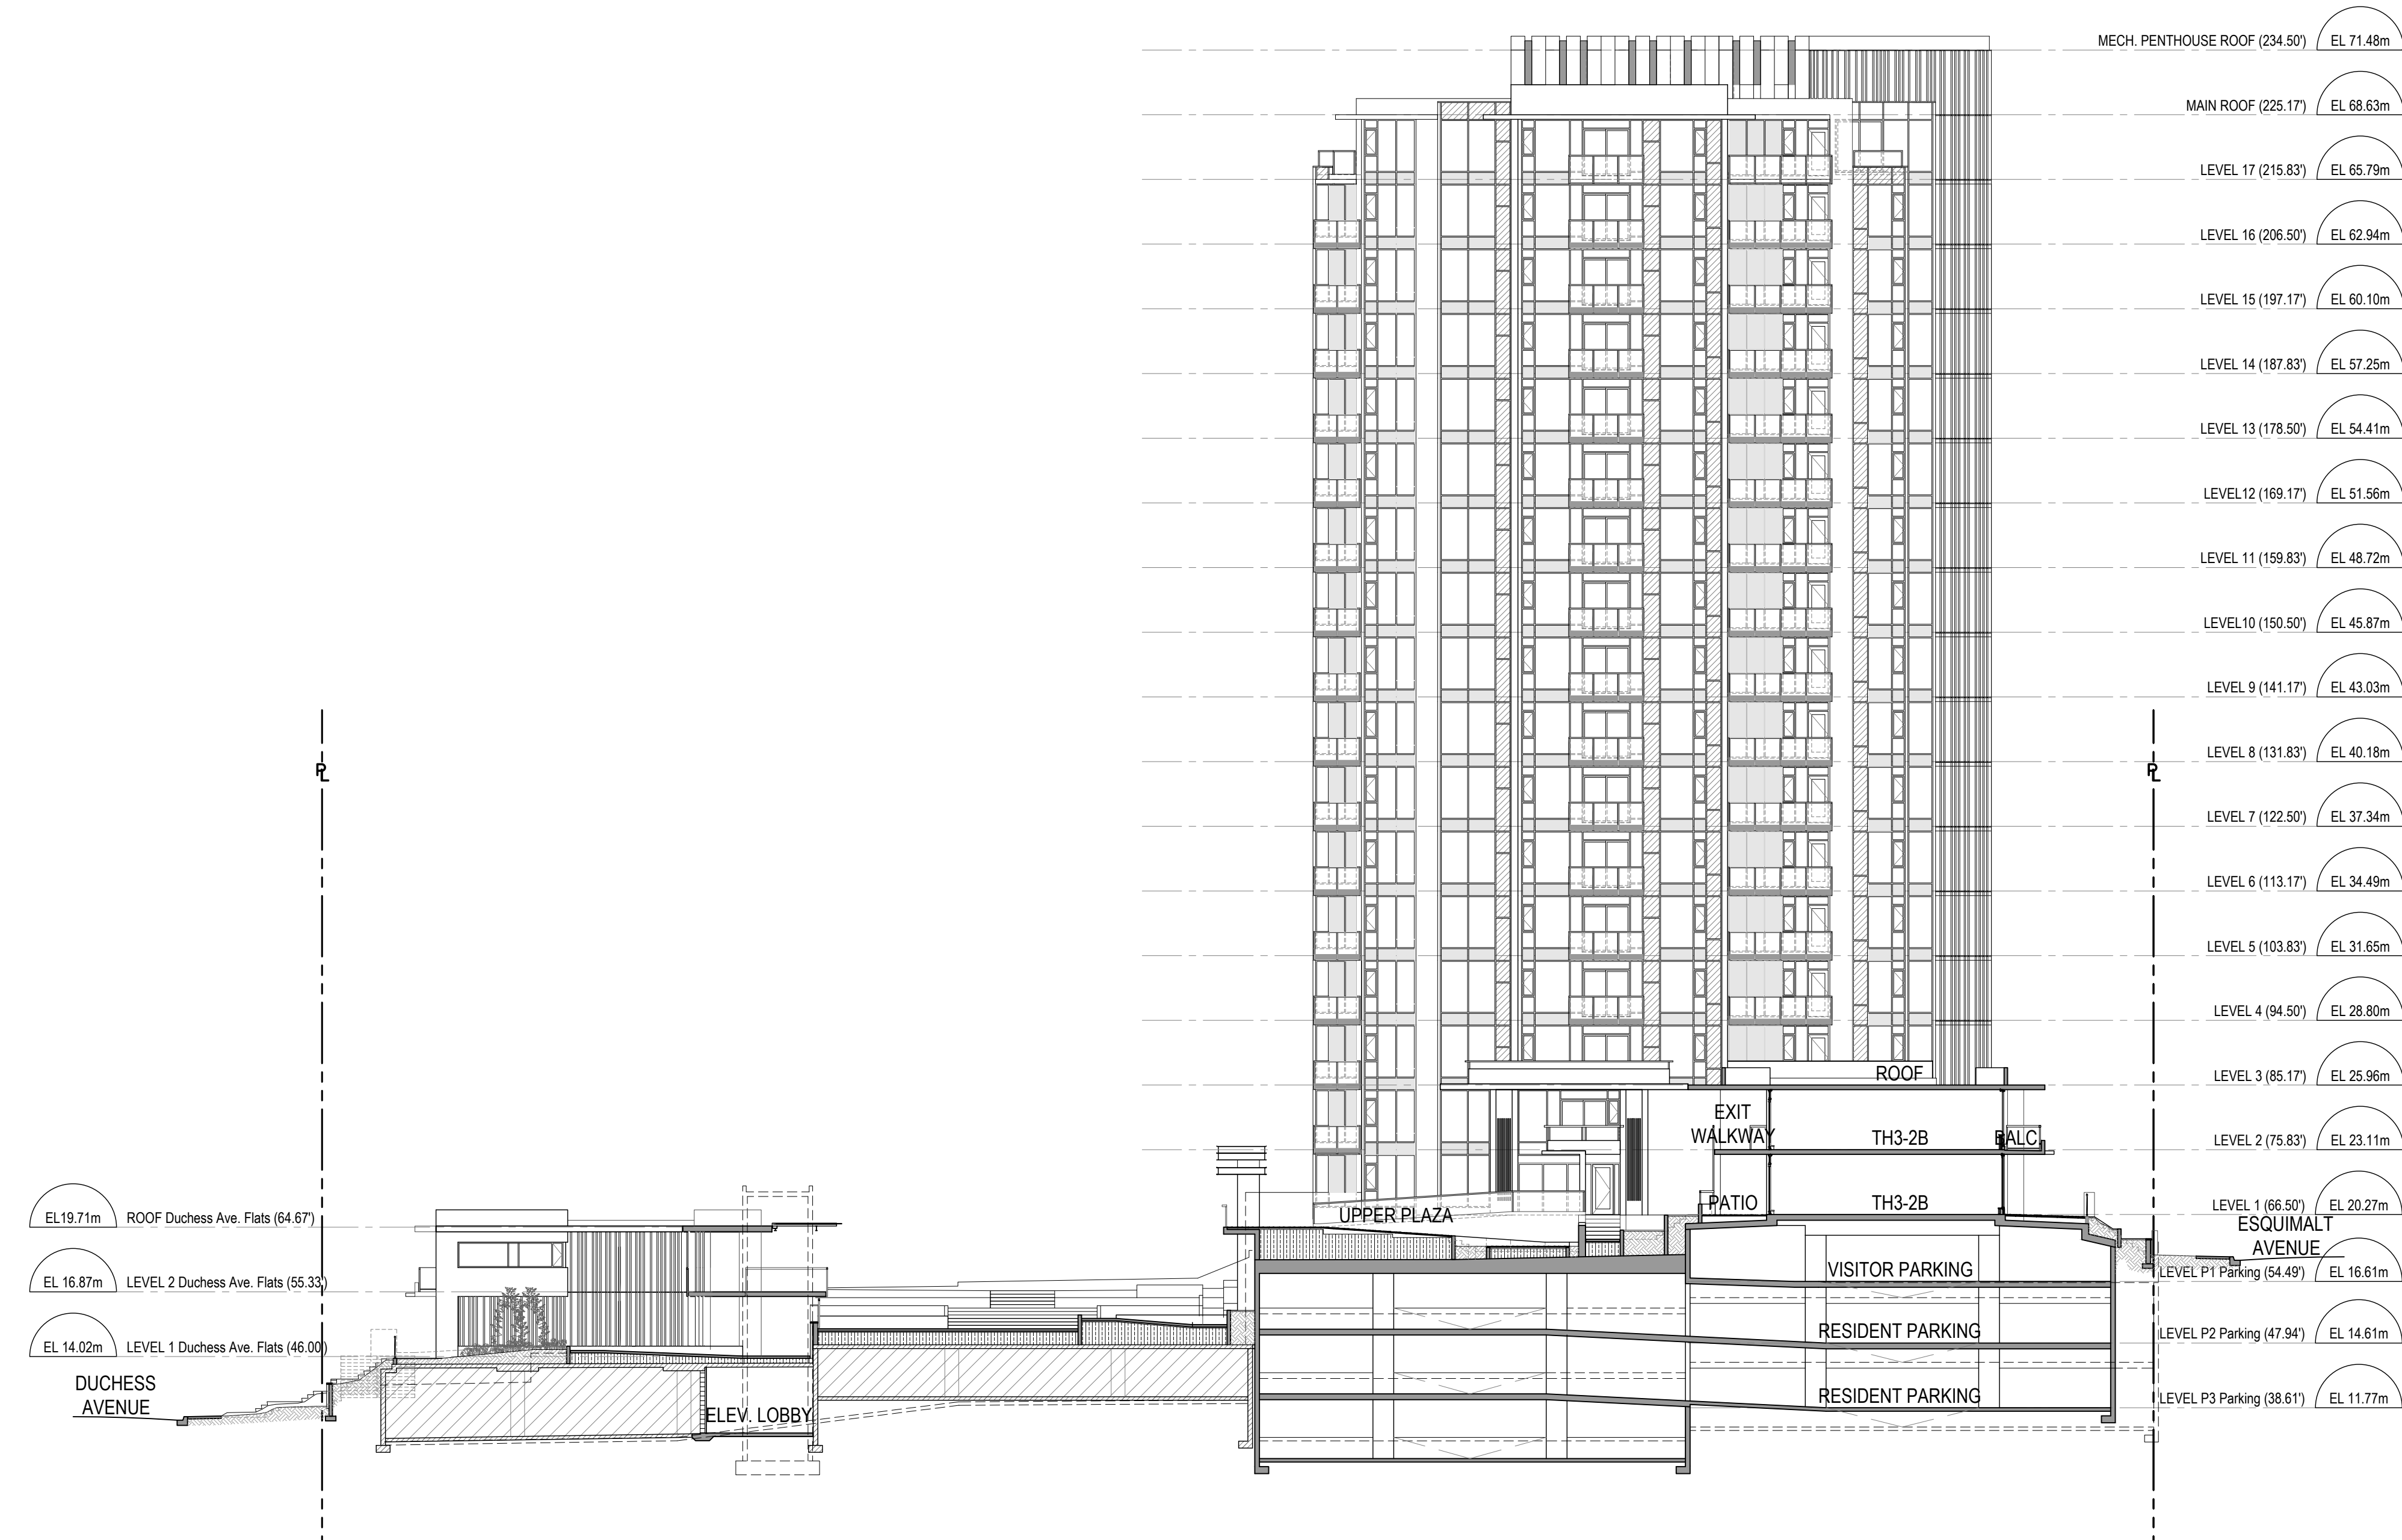 MECH. PENTHOUSE ROOF (234.50') EL 71.48m
MAIN ROOF (225.17') EL 68.63m
LEVEL 17 (215.83') EL 65.79m
LEVEL 16 (206.50') EL 62.94m
LEVEL 15 (197.17') EL 60.10m
LEVEL 14 (187.83') EL 57.25m
LEVEL 13 (178.50') EL 54.41m
LEVEL12 (169.17') EL 51.56m
LEVEL 11 (159.83') EL 48.72m
LEVEL10 (150.50') EL 45.87m
LEVEL 9 (141.17') EL 43.03m
LEVEL 8 (131.83') EL 40.18m
PL
PL
LEVEL 7 (122.50') EL 37.34m
LEVEL 6 (113.17') EL 34.49m
LEVEL 5 (103.83') EL 31.65m
LEVEL 4 (94.50') EL 28.80m
ROOF
LEVEL 3 (85.17') EL 25.96m
EXIT
WALKWAY
TH3-2B
BALC.
LEVEL 2 (75.83') EL 23.11m
PATIO
TH3-2B
LEVEL 1 (66.50') EL 20.27m
UPPER PLAZA
EL19.71m ROOF Duchess Ave. Flats (64.67')
ESQUIMALT
AVENUE
VISITOR PARKING
LEVEL P1 Parking (54.49') EL 16.61m
EL 16.87m LEVEL 2 Duchess Ave. Flats (55.33')
RESIDENT PARKING
LEVEL P2 Parking (47.94') EL 14.61m
EL 14.02m LEVEL 1 Duchess Ave. Flats (46.00')
DUCHESS
AVENUE
RESIDENT PARKING
LEVEL P3 Parking (38.61') EL 11.77m
ELEV. LOBBY